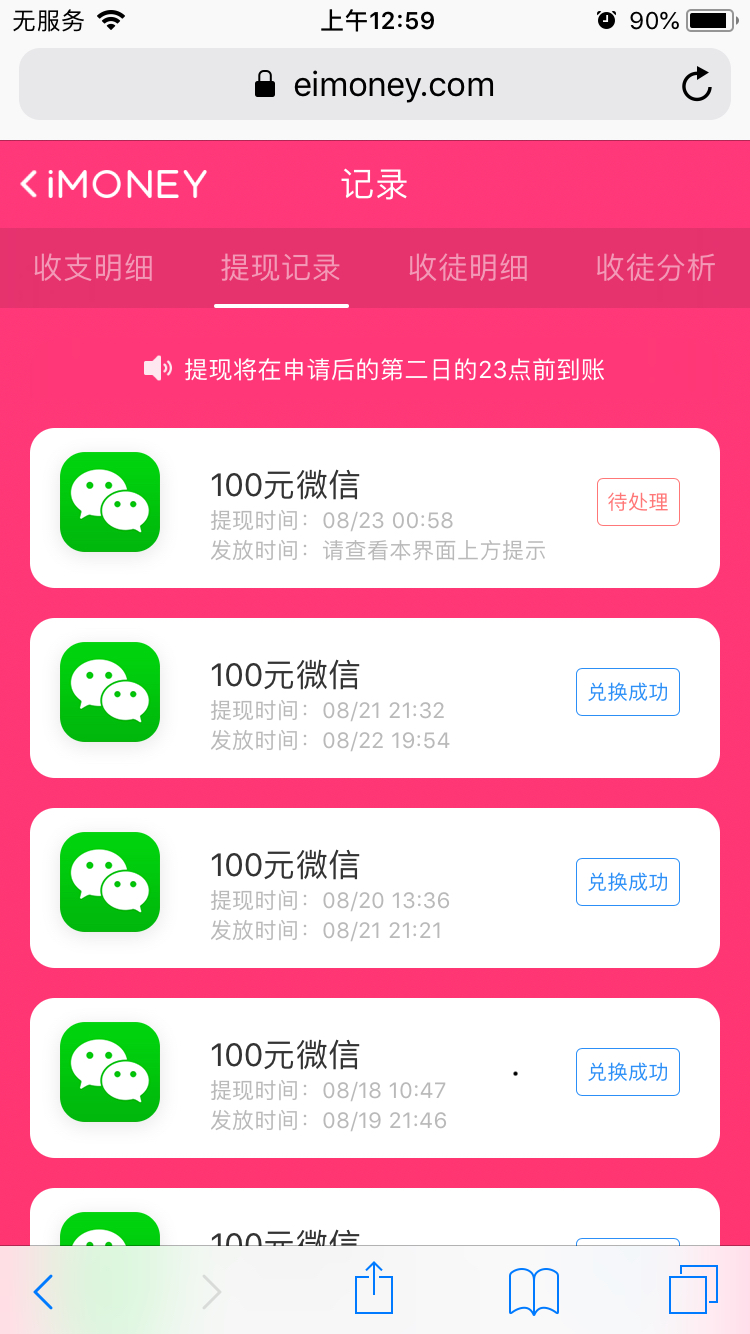 无服务
上午12:59
90%
eimoney.com
iMONEY
记录
收支明细
提现记录
收徒明细
收徒分析
提现将在申请后的第二日的23点前到账
100元微信
提现时间：08/23 00:58
发放时间：请查看本界面上方提示
待处理
100元微信
提现时间：08/21 21:32
发放时间：08/22 19:54
兑换成功
100元微信
提现时间：08/20 13:36
发放时间：08/21 21:21
兑换成功
100元微信
提现时间：08/18 10:47
发放时间：08/19 21:46
兑换成功
100元微信